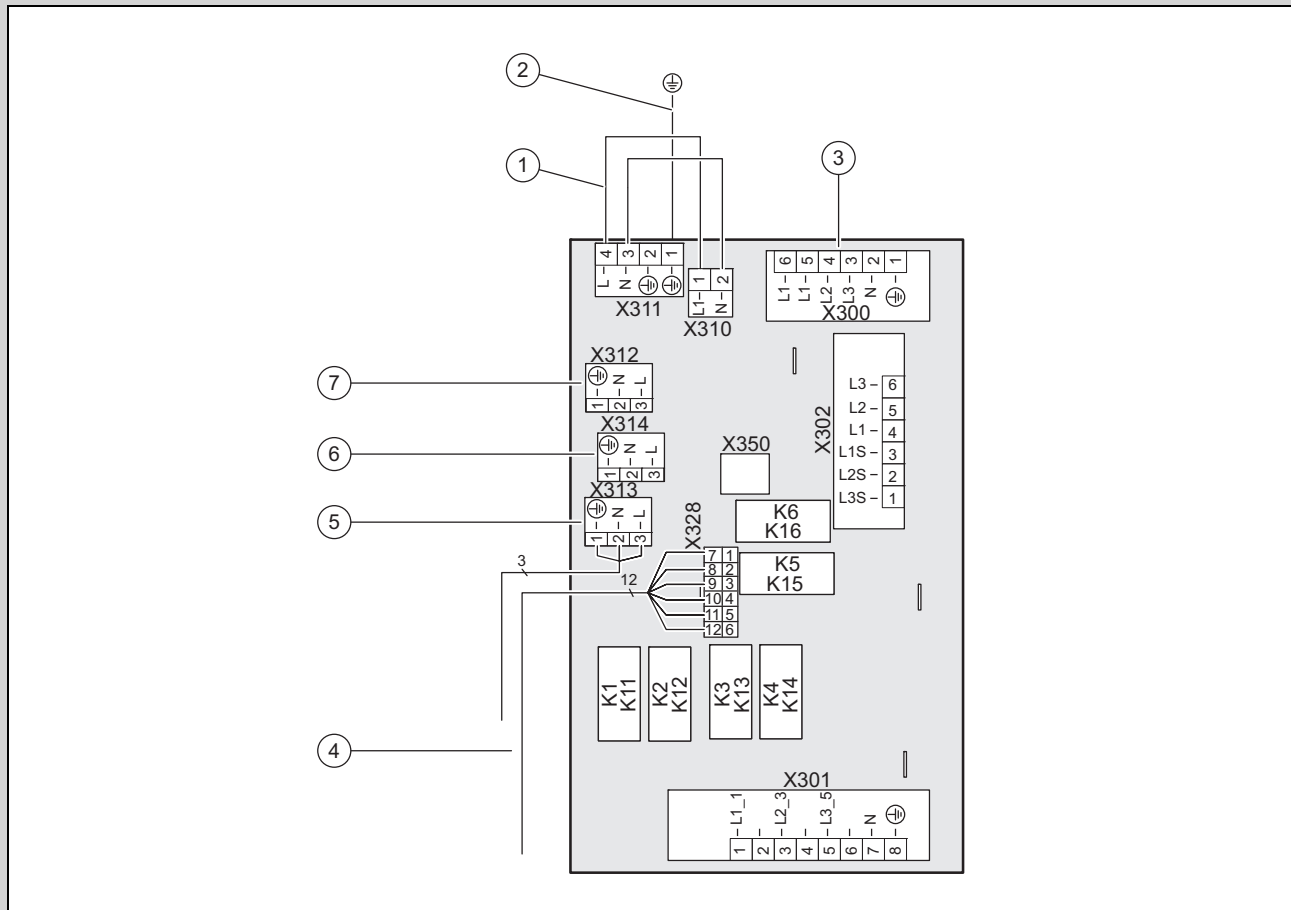 2
1
3
4 3 2 1
L – N – ⏚ – ⏚ –
X311
1 2
L1 – N –
X310
6 5 4 3 2 1
L1 – L1 – L2 – L3 – N – ⏚ –
X300
7
X312
⏚ – N – L –
1 2 3
6
X314
⏚ – N – L –
1 2 3
5
X313
⏚ – N – L –
1 2 3
X350
X302
L3 – 6
L2 – 5
L1 – 4
L1S – 3
L2S – 2
L3S – 1
K6
K16
X328
7 1
8 2
9 3
10 4
11 5
12 6
K5
K15
3
12
K1
K11
K2
K12
K3
K13
K4
K14
4
X301
– L1_1 – – L2_3 – – L3_5 – – N – ⏚
1 2 3 4 5 6 7 8